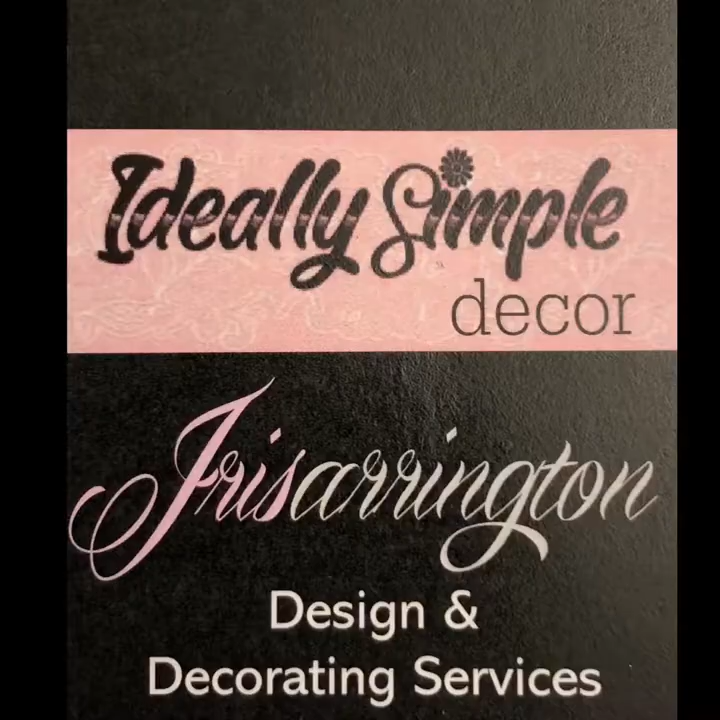 Ideally Simple
decor
Irisarrington
Design &
Decorating Services